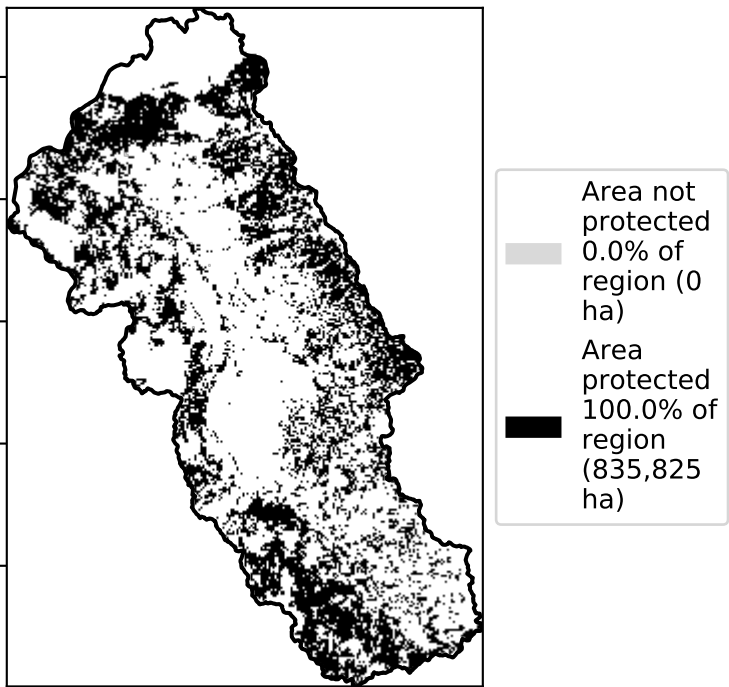 Area not
protected
0.0% of
region (0
ha)
Area
protected
100.0% of
region
(835,825
ha)